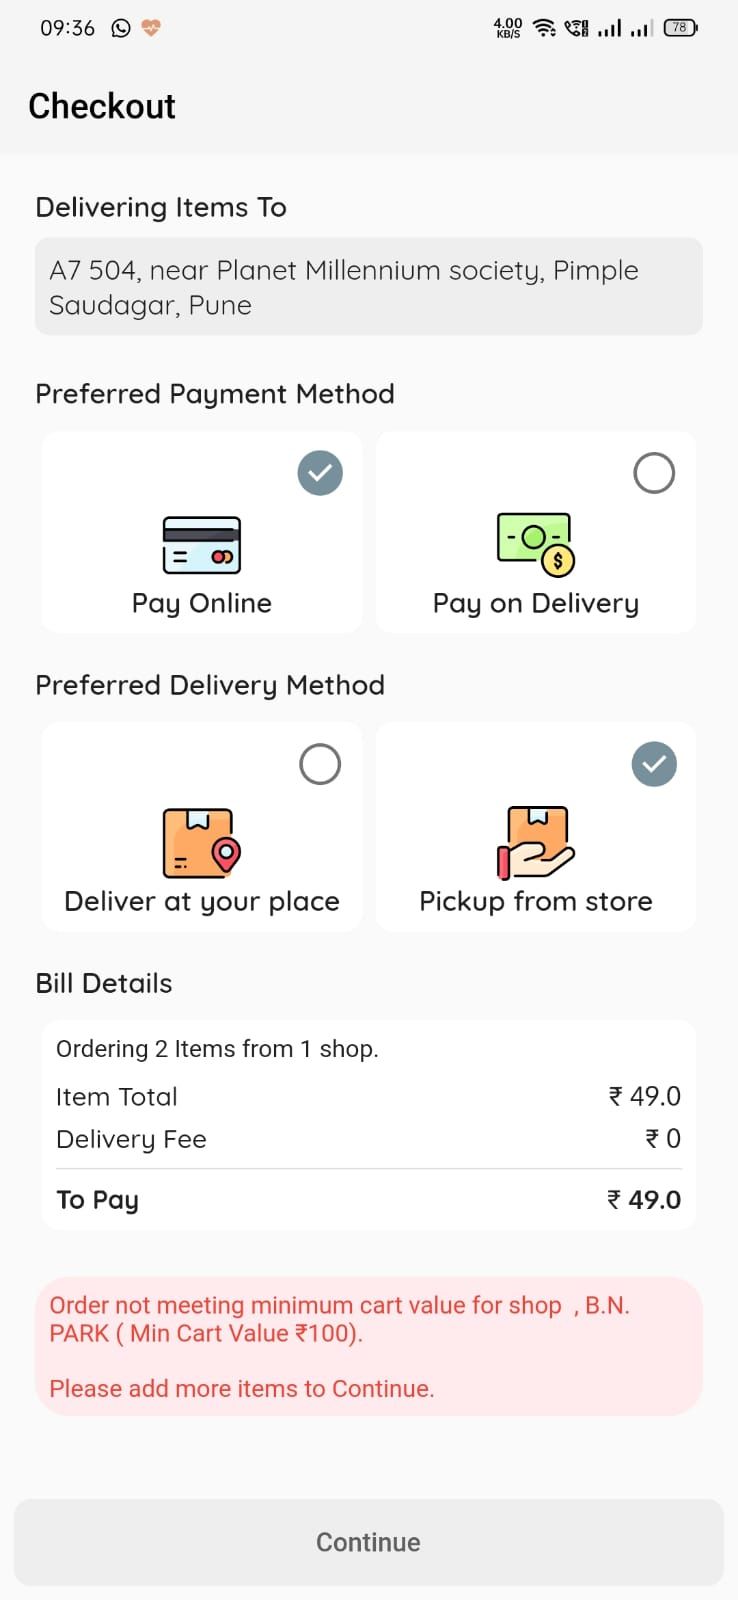 09:36
4.00
KB/S
78
Checkout
Delivering Items To
A7 504, near Planet Millennium society, Pimple
Saudagar, Pune
Preferred Payment Method
Pay Online
$
Pay on Delivery
Preferred Delivery Method
Deliver at your place
Pickup from store
Bill Details
Ordering 2 Items from 1 shop.
Item Total ₹ 49.0
Delivery Fee ₹ 0
To Pay ₹ 49.0
Order not meeting minimum cart value for shop , B.N.
PARK ( Min Cart Value ₹100).
Please add more items to Continue.
Continue